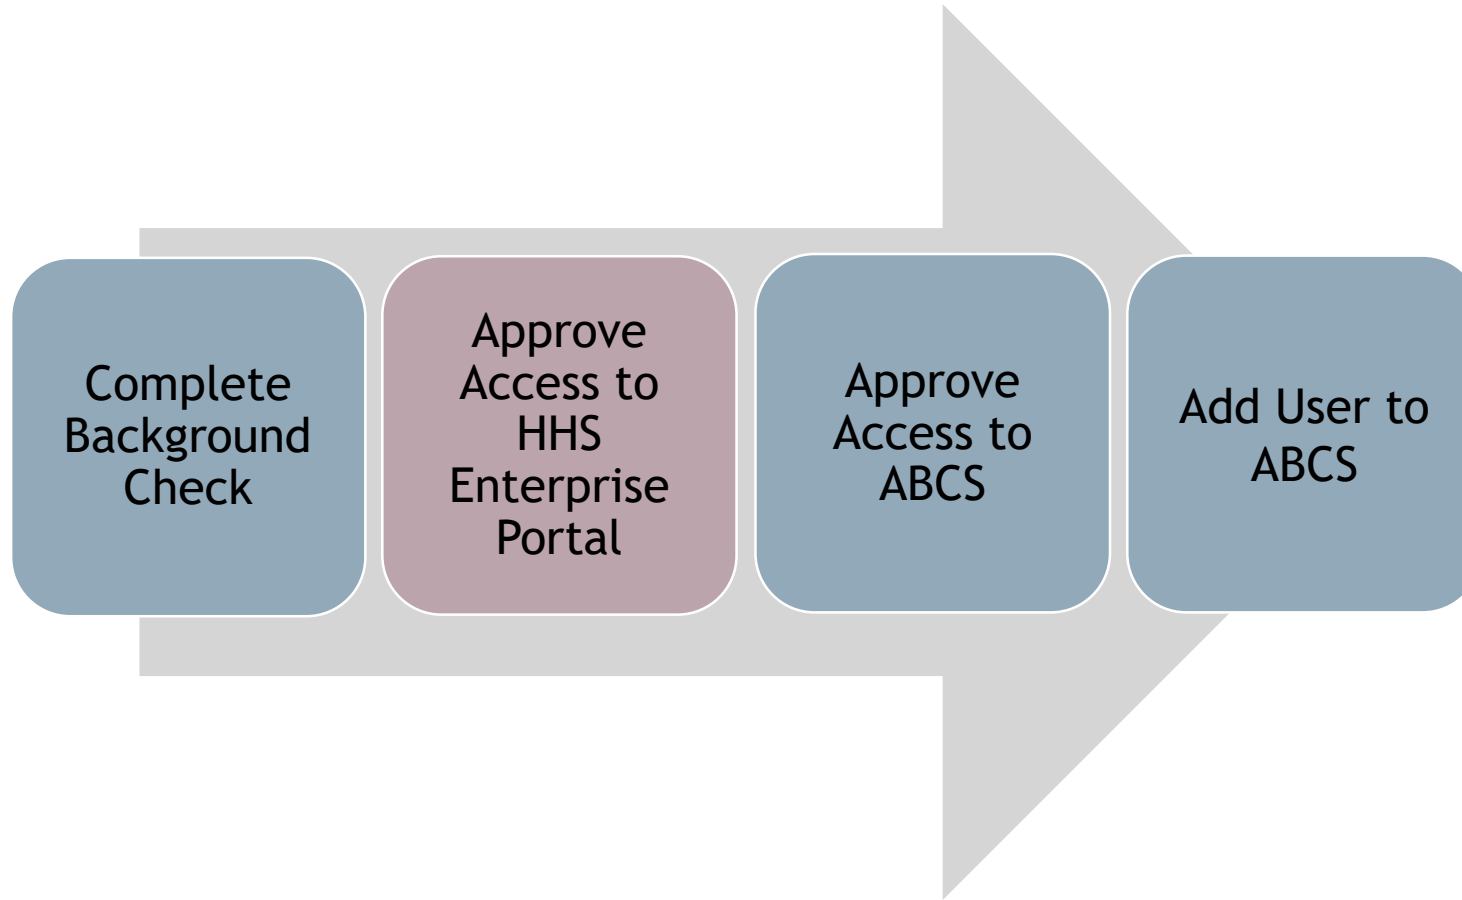 Complete
Background
Check
Approve
Access to
HHS
Enterprise
Portal
Approve
Access to
ABCS
Add User to
ABCS